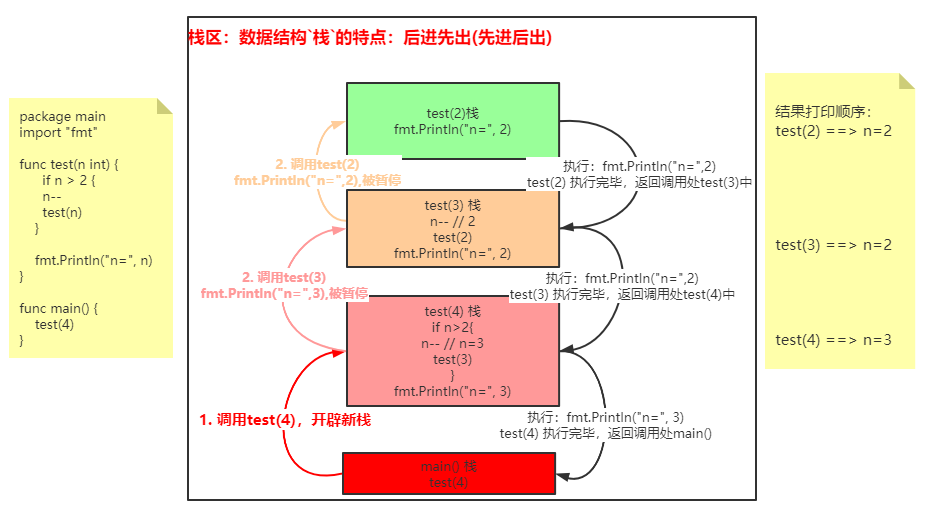 栈区：数据结构`栈`的特点：后进先出(先进后出)
package main
import "fmt"
func test(n int) {
if n > 2 {
n--
test(n)
}
fmt.Println("n=", n)
}
func main() {
test(4)
}
test(2)栈
fmt.Println("n=", 2)
2. 调用test(2)
fmt.Println("n=",2),被暂停
执行：fmt.Println("n=",2)
test(2) 执行完毕，返回调用处test(3)中
test(3) 栈
n-- // 2
test(2)
fmt.Println("n=", 2)
2. 调用test(3)
fmt.Println("n=",3),被暂停
执行：fmt.Println("n=",2)
test(3) 执行完毕，返回调用处test(4)中
test(4) 栈
if n>2{
n-- // n=3
test(3)
}
fmt.Println("n=", 3)
1. 调用test(4)，开辟新栈
执行：fmt.Println("n=", 3)
test(4) 执行完毕，返回调用处main()
main() 栈
test(4)
结果打印顺序：
test(2) ==> n=2
test(3) ==> n=2
test(4) ==> n=3